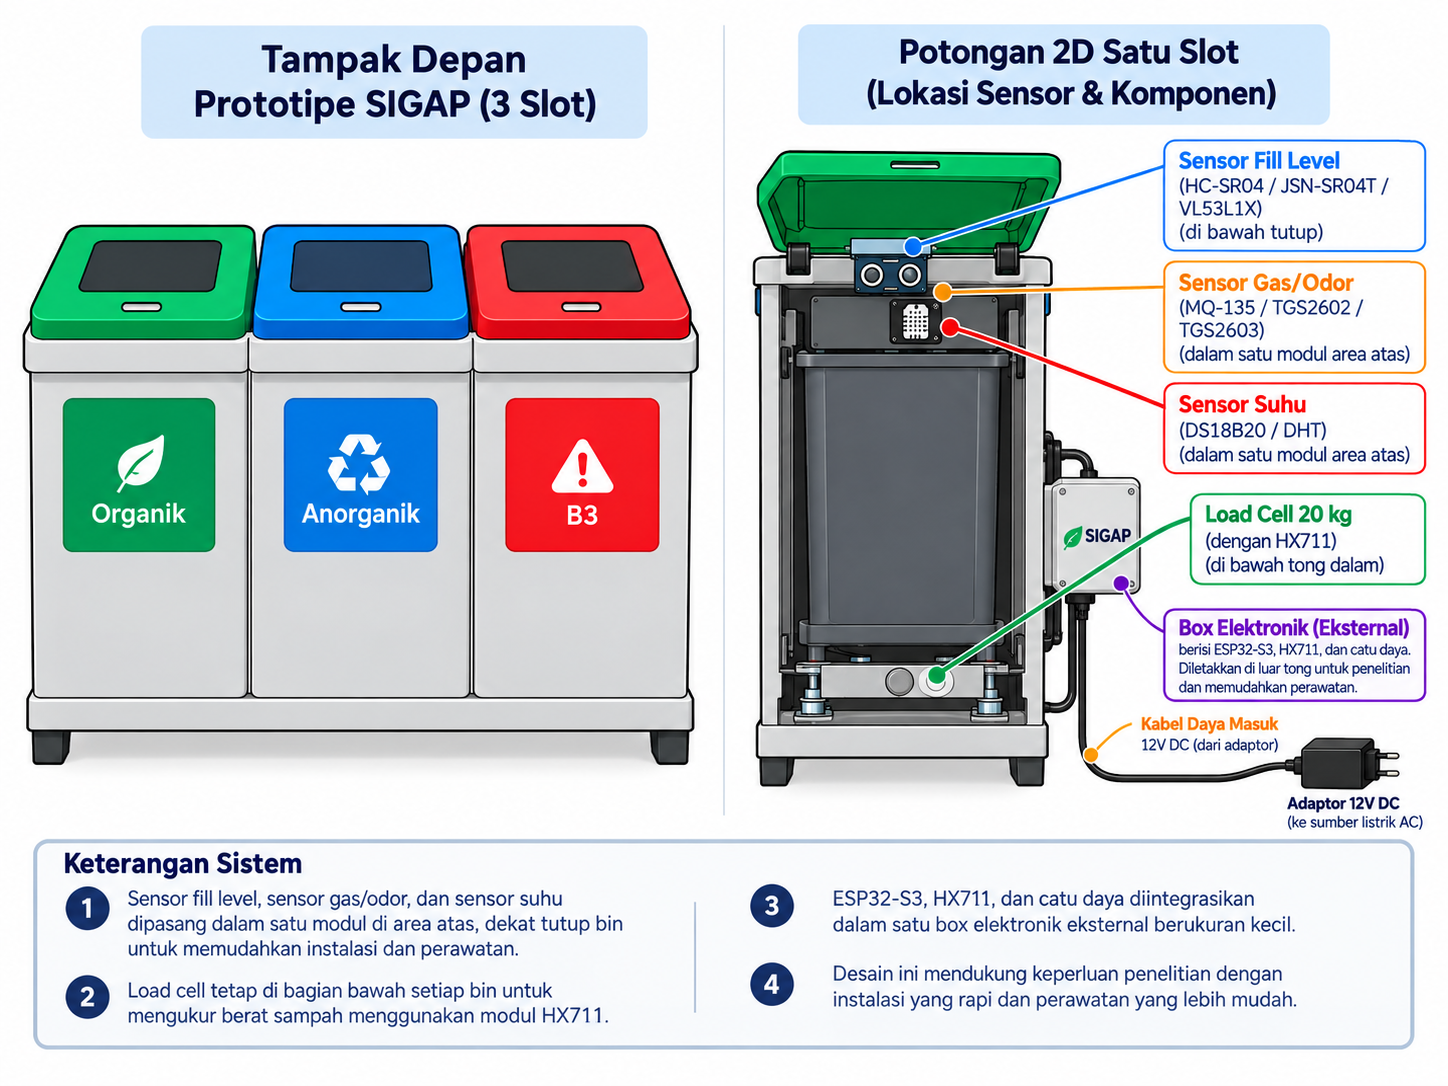 Tampak Depan
Prototipe SIGAP (3 Slot)
Organik
Anorganik
B3
Potongan 2D Satu Slot
(Lokasi Sensor & Komponen)
Sensor Fill Level
(HC-SR04 / JSN-SR04T /
VL53L1X)
(di bawah tutup)
Sensor Gas/Odor
(MQ-135 / TGS2602 /
TGS2603)
(dalam satu modul area atas)
Sensor Suhu
(DS18B20 / DHT)
(dalam satu modul area atas)
Load Cell 20 kg
(dengan HX711)
(di bawah tong dalam)
SIGAP
Box Elektronik (Eksternal)
berisi ESP32-S3, HX711, dan catu daya.
Diletakkan di luar tong untuk penelitian
dan memudahkan perawatan.
Kabel Daya Masuk
12V DC (dari adaptor)
Adaptor 12V DC
(ke sumber listrik AC)
Keterangan Sistem
1
Sensor fill level, sensor gas/odor, dan sensor suhu
dipasang dalam satu modul di area atas, dekat tutup bin
untuk memudahkan instalasi dan perawatan.
2
Load cell tetap di bagian bawah setiap bin untuk
mengukur berat sampah menggunakan modul HX711.
3
ESP32-S3, HX711, dan catu daya diintegrasikan
dalam satu box elektronik eksternal berukuran kecil.
4
Desain ini mendukung keperluan penelitian dengan
instalasi yang rapi dan perawatan yang lebih mudah.